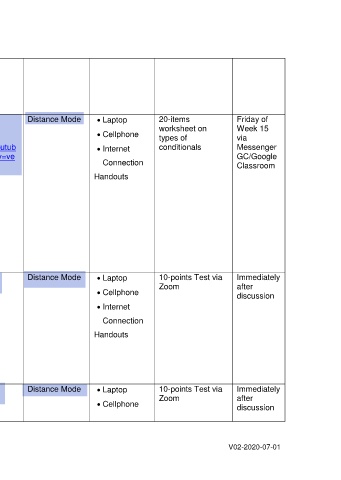 Distance Mode
• Laptop
• Cellphone
• Internet
Connection
Handouts
20-items
worksheet on
types of
conditionals
Friday of
Week 15
via
Messenger
GC/Google
Classroom
utub
=ve
Distance Mode
• Laptop
• Cellphone
• Internet
Connection
Handouts
10-points Test via
Zoom
Immediately
after
discussion
Distance Mode
• Laptop
• Cellphone
10-points Test via
Zoom
Immediately
after
discussion
V02-2020-07-01